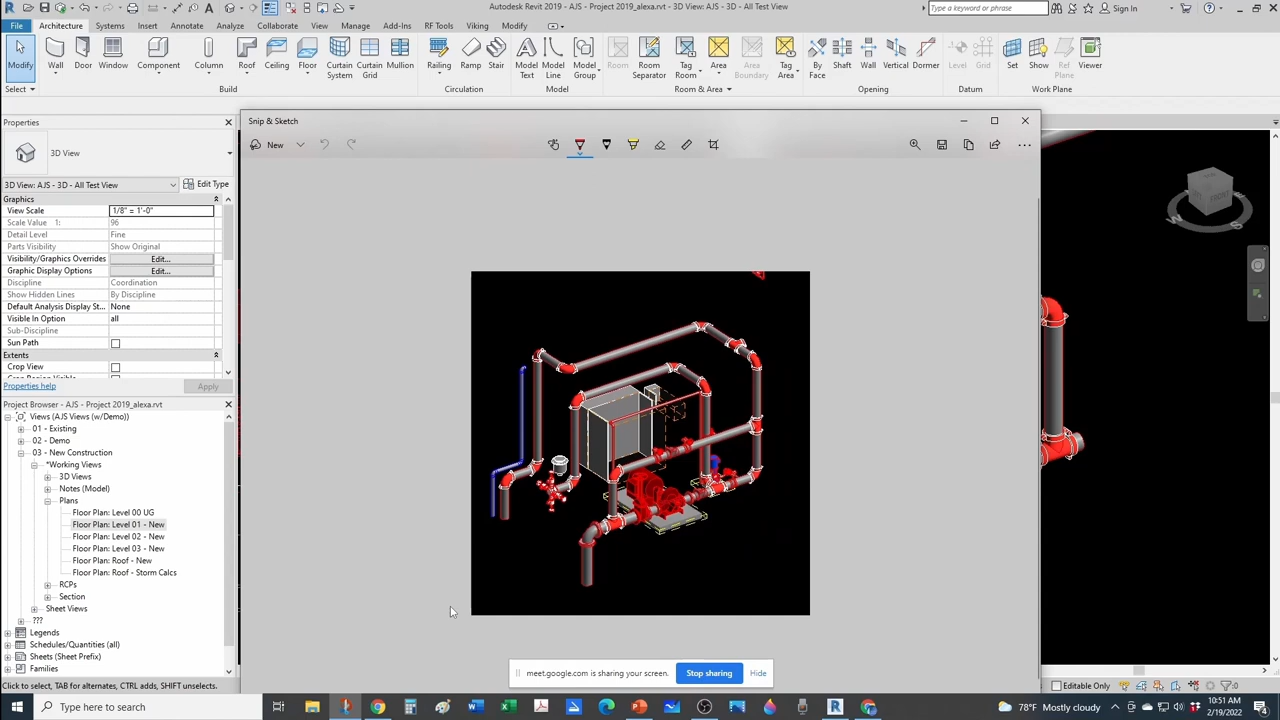 Autodesk Revit 2019 - AJS - Project 2019_alexa.rvt - 3D View: AJS - 3D - All Test View
Type a keyword or phrase
Sign In
File Architecture Systems Insert Annotate Analyze Collaborate View Manage Add-Ins RF Tools Viking Modify
Modify Wall Door Window Component Column Roof Ceiling Floor Curtain System Curtain Grid Mullion Railing Ramp Stair Model Text Model Line Model Group Room Room Separator Tag Room Area Area Boundary Tag Area By Face Shaft Wall Vertical Dormer Level Grid Set Show Ref Plane Viewer
Select Build Circulation Model Room & Area Opening Datum Work Plane
Properties
3D View
3D View: AJS - 3D - All Test View
Edit Type
Graphics
View Scale 1/8" = 1'-0"
Scale Value 1: 96
Detail Level Fine
Parts Visibility Show Original
Visibility/Graphics Overrides Edit...
Graphic Display Options Edit...
Discipline Coordination
Show Hidden Lines By Discipline
Default Analysis Display St... None
Visible In Option all
Sub-Discipline
Sun Path
Extents
Crop View
Properties help
Apply
Project Browser - AJS - Project 2019_alexa.rvt
Views (AJS Views (w/Demo))
01 - Existing
02 - Demo
03 - New Construction
*Working Views
3D Views
Notes (Model)
Plans
Floor Plan: Level 00 UG
Floor Plan: Level 01 - New
Floor Plan: Level 02 - New
Floor Plan: Level 03 - New
Floor Plan: Roof - New
Floor Plan: Roof - Storm Calcs
RCPs
Section
Sheet Views
???
Legends
Schedules/Quantities (all)
Sheets (Sheet Prefix)
Families
Snip & Sketch
New
FRONT
W
S
meet.google.com is sharing your screen.
Stop sharing
Hide
Click to select, TAB for alternates, CTRL adds, SHIFT unselects.
Editable Only
:0
Type here to search
78°F Mostly cloudy
10:51 AM
2/19/2022